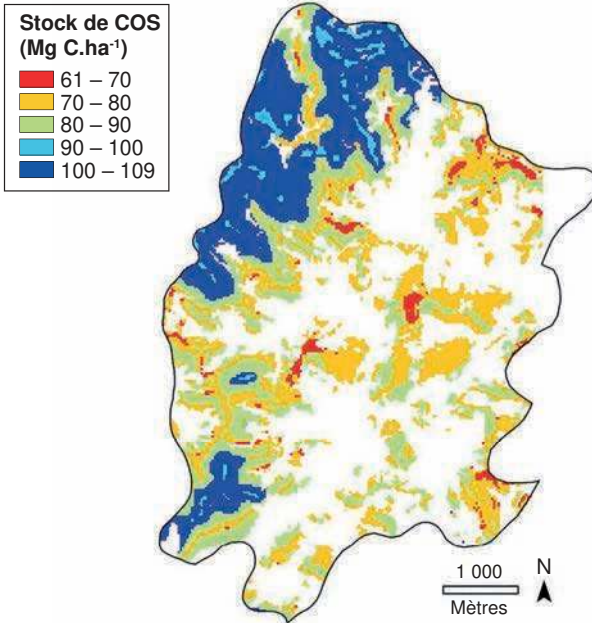 Stock de COS
(Mg C.ha⁻¹)
61 – 70
70 – 80
80 – 90
90 – 100
100 – 109
1 000
N
Mètres